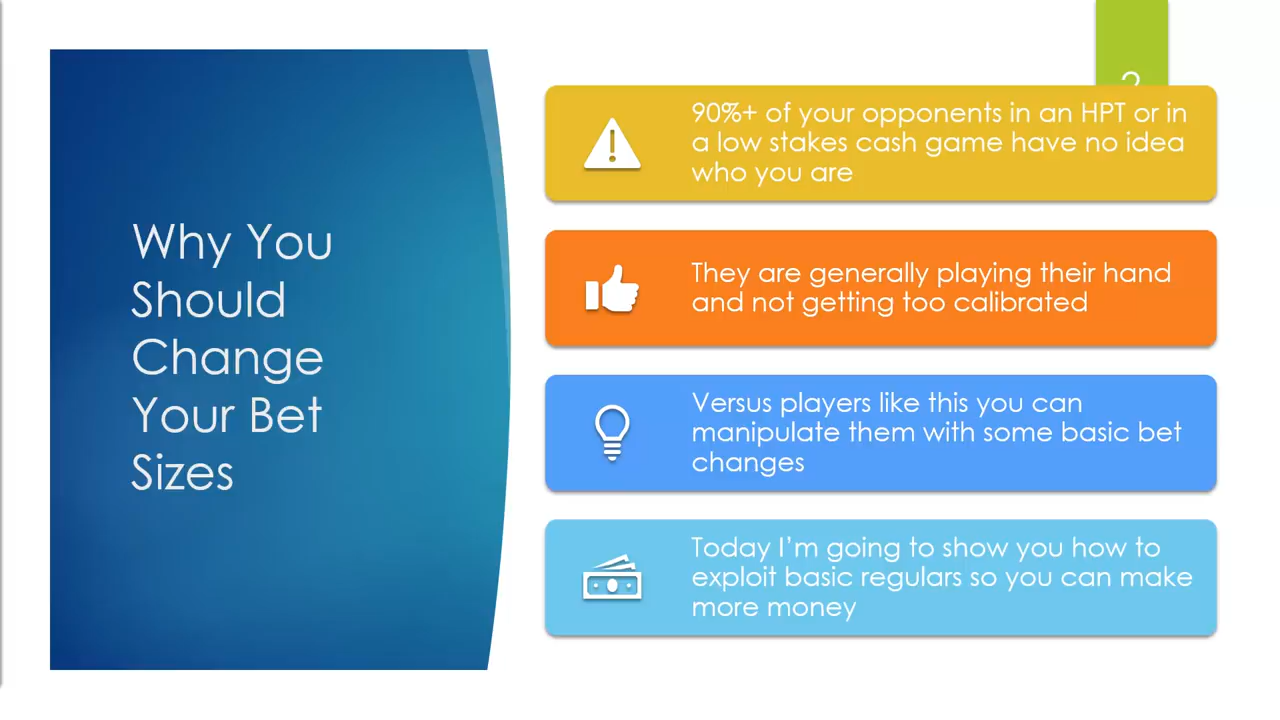 Why You
Should
Change
Your Bet
Sizes
90%+ of your opponents in an HPT or in
a low stakes cash game have no idea
who you are
They are generally playing their hand
and not getting too calibrated
Versus players like this you can
manipulate them with some basic bet
changes
Today I'm going to show you how to
exploit basic regulars so you can make
more money